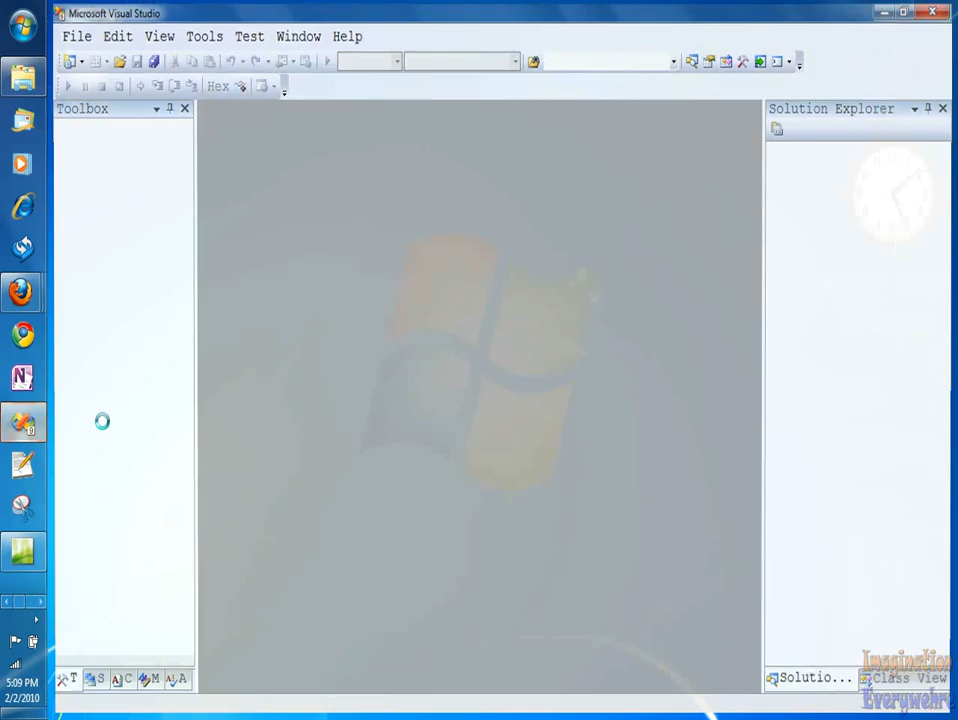 Microsoft Visual Studio
File Edit View Tools Test Window Help
Hex
Toolbox
Solution Explorer
T S C M A
Solutio... Class View
Imagination
Everywehre
5:09 PM
2/2/2010